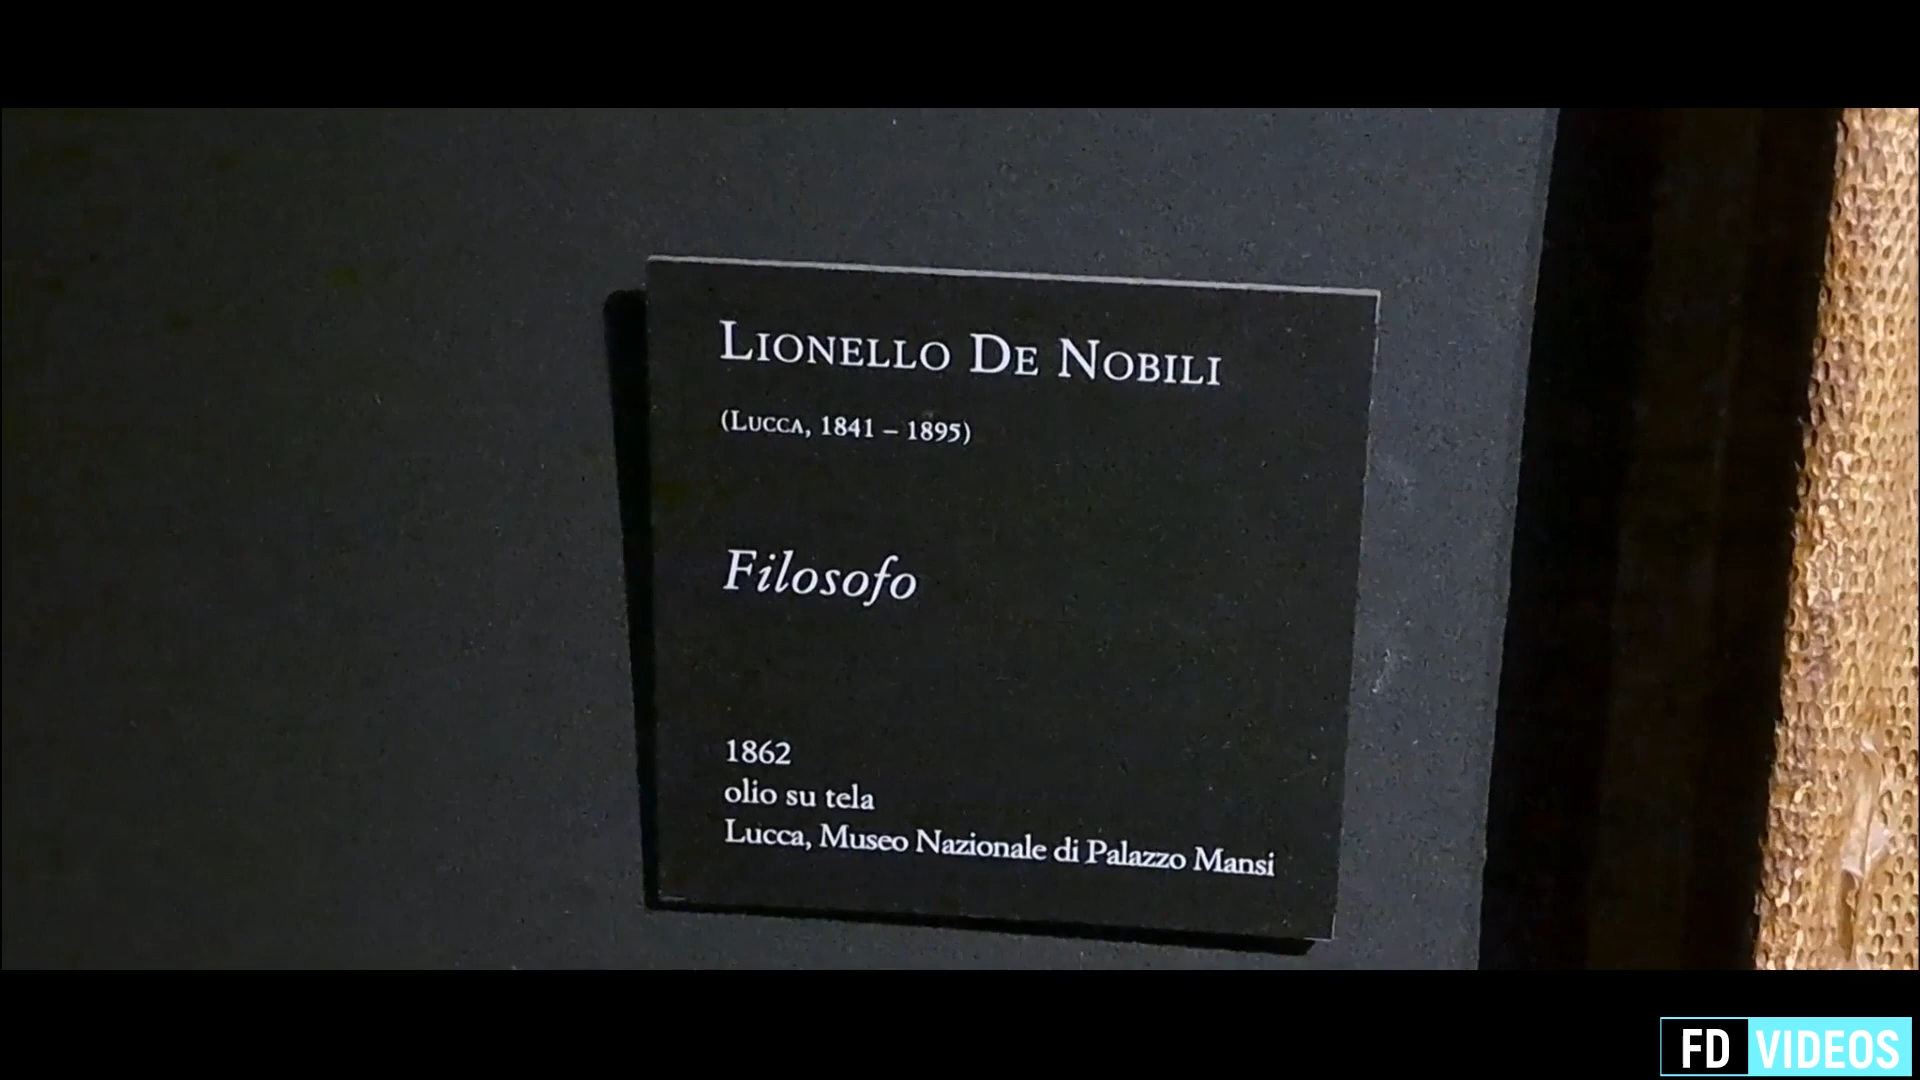 LIONELLO DE NOBILI
(LUCCA, 1841 – 1895)
Filosofo
1862
olio su tela
Lucca, Museo Nazionale di Palazzo Mansi
FD VIDEOS